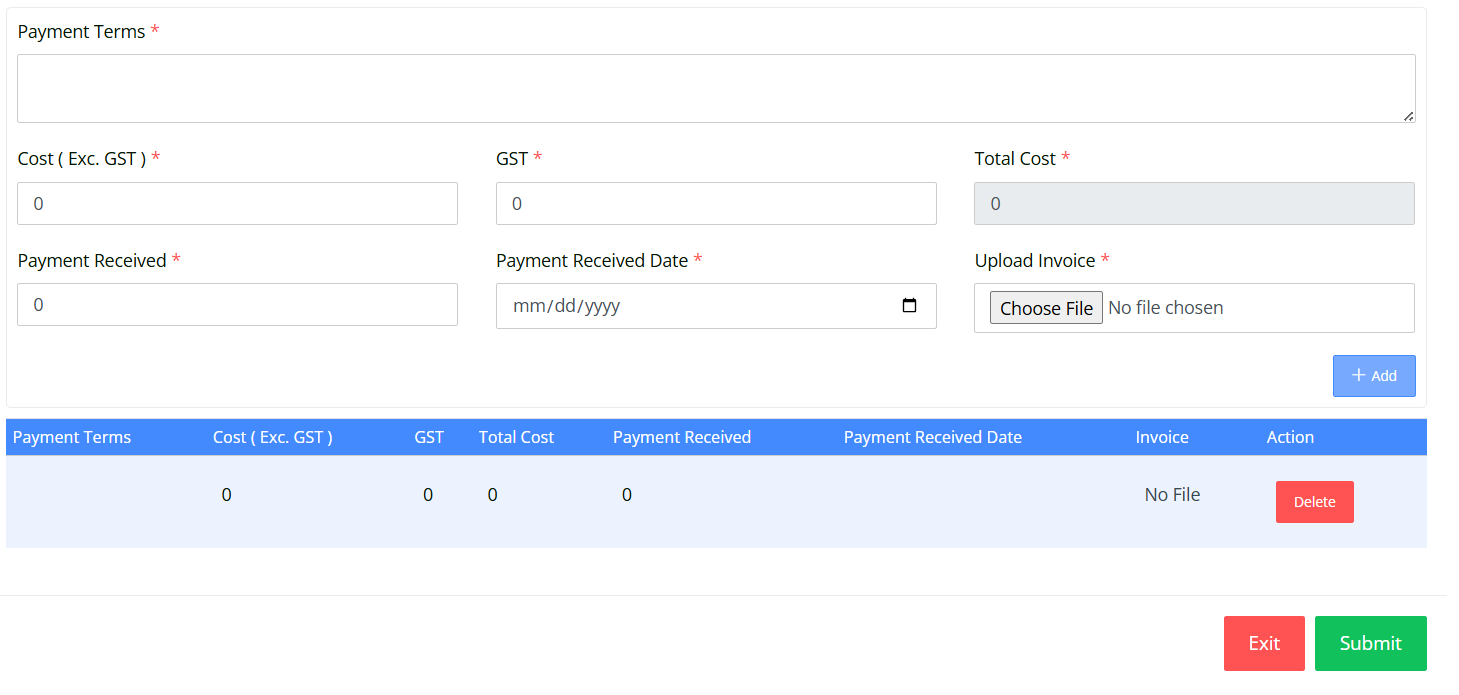 Payment Terms *
Cost ( Exc. GST ) * GST * Total Cost *
0 0 0
Payment Received * Payment Received Date * Upload Invoice *
0 mm/dd/yyyy Choose File No file chosen
+ Add
Payment Terms Cost ( Exc. GST ) GST Total Cost Payment Received Payment Received Date Invoice Action
0 0 0 0 No File Delete
Exit Submit